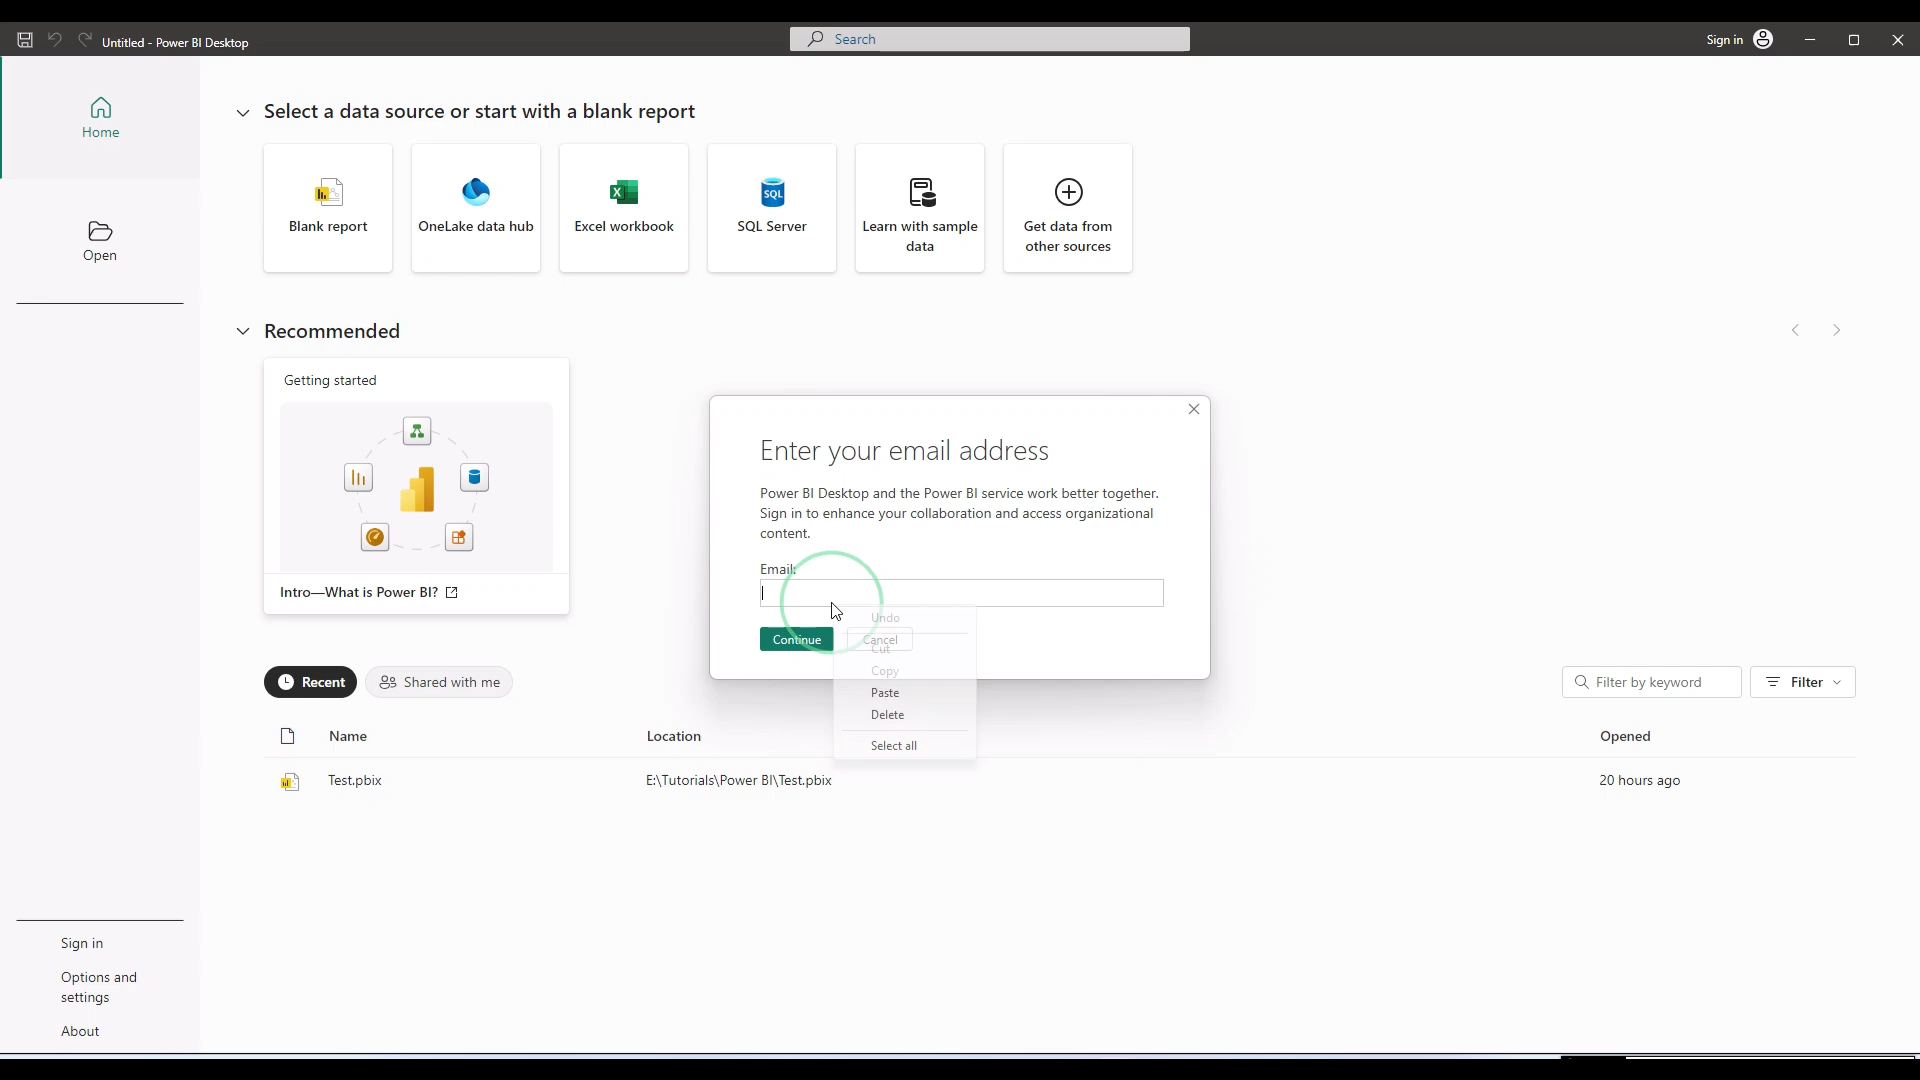 Untitled - Power BI Desktop
Search
Sign in
Home
Open
Select a data source or start with a blank report
Blank report
OneLake data hub
Excel workbook
SQL
SQL Server
Learn with sample
data
Get data from
other sources
Recommended
Getting started
Intro—What is Power BI?
Enter your email address
Power BI Desktop and the Power BI service work better together.
Sign in to enhance your collaboration and access organizational
content.
Email:
Continue
Cancel
Undo
Cut
Copy
Paste
Delete
Select all
Recent
Shared with me
Filter by keyword
Filter
Name
Location
Opened
Test.pbix
E:\Tutorials\Power BI\Test.pbix
20 hours ago
Sign in
Options and
settings
About